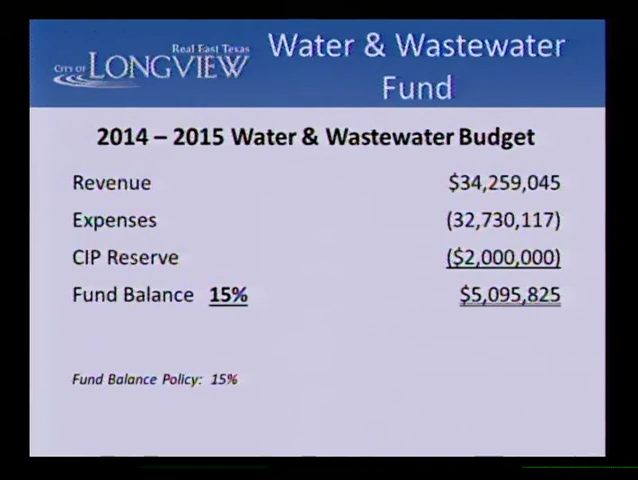 Real East Texas
CITY OF LONGVIEW
Water & Wastewater
Fund
2014 – 2015 Water & Wastewater Budget
Revenue $34,259,045
Expenses (32,730,117)
CIP Reserve ($2,000,000)
Fund Balance 15% $5,095,825
Fund Balance Policy: 15%